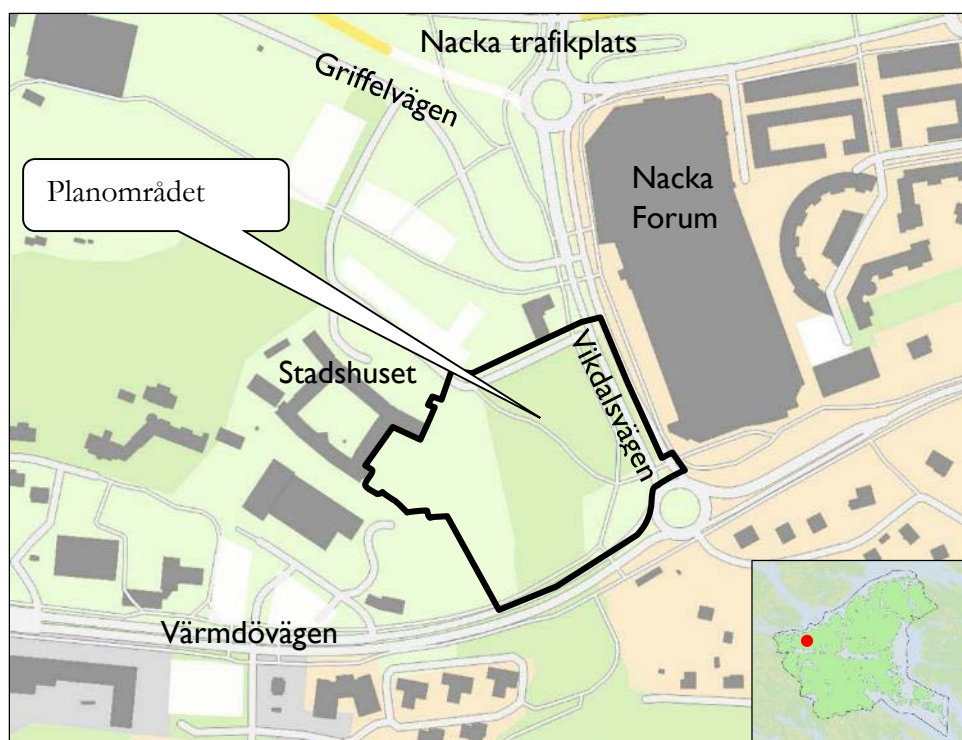 Nacka trafikplats
Griffelvägen
Planområdet
Nacka
Forum
Stadshuset
Vikdalsvägen
Värmdövägen